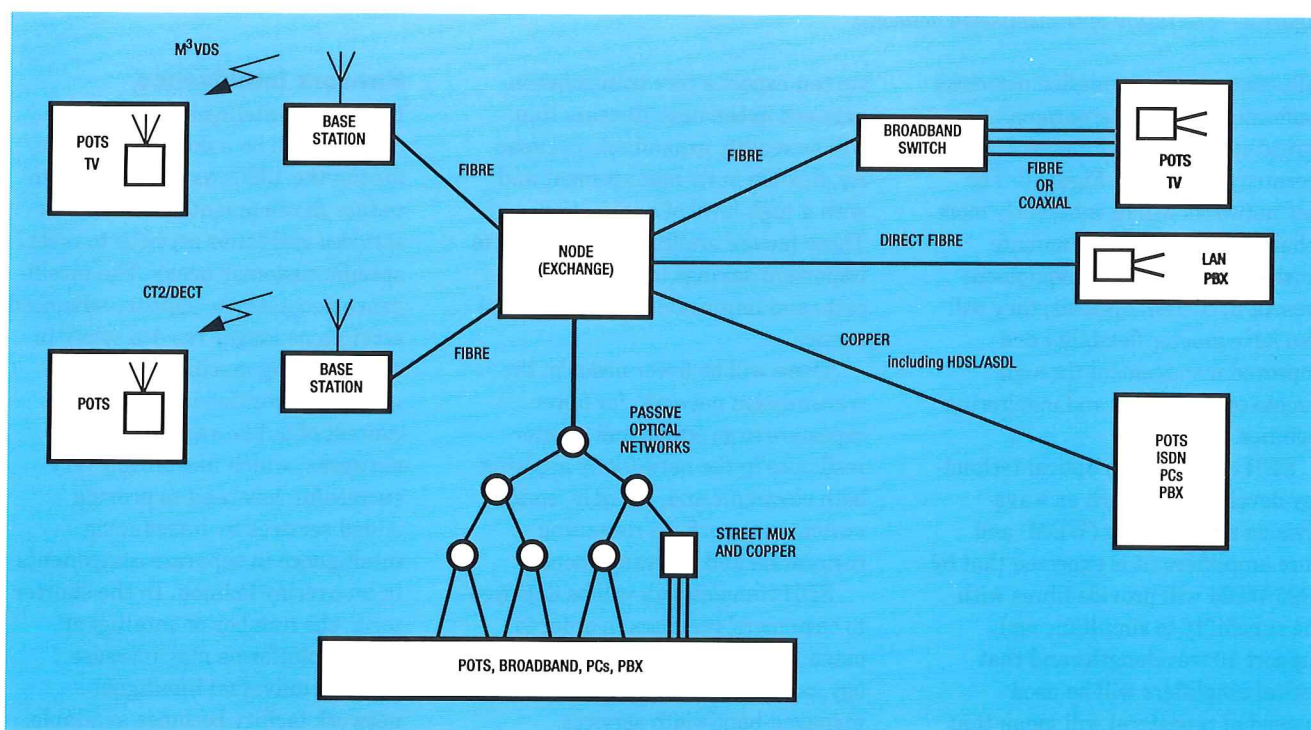 M³VDS
POTS
TV
BASE
STATION
FIBRE
CT2/DECT
POTS
BASE
STATION
FIBRE
NODE
(EXCHANGE)
FIBRE
BROADBAND
SWITCH
FIBRE
OR
COAXIAL
POTS
TV
DIRECT FIBRE
LAN
PBX
COPPER
including HDSL/ASDL
POTS
ISDN
PCs
PBX
PASSIVE
OPTICAL
NETWORKS
STREET MUX
AND COPPER
POTS, BROADBAND, PCs, PBX